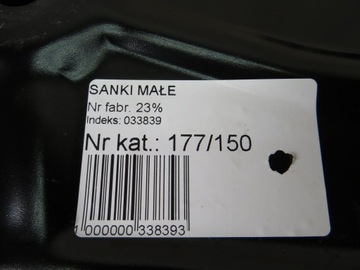 SANKI MAŁE
Nr fabr. 23%
Indeks: 033839
Nr kat.: 177/150
1 000000 338393